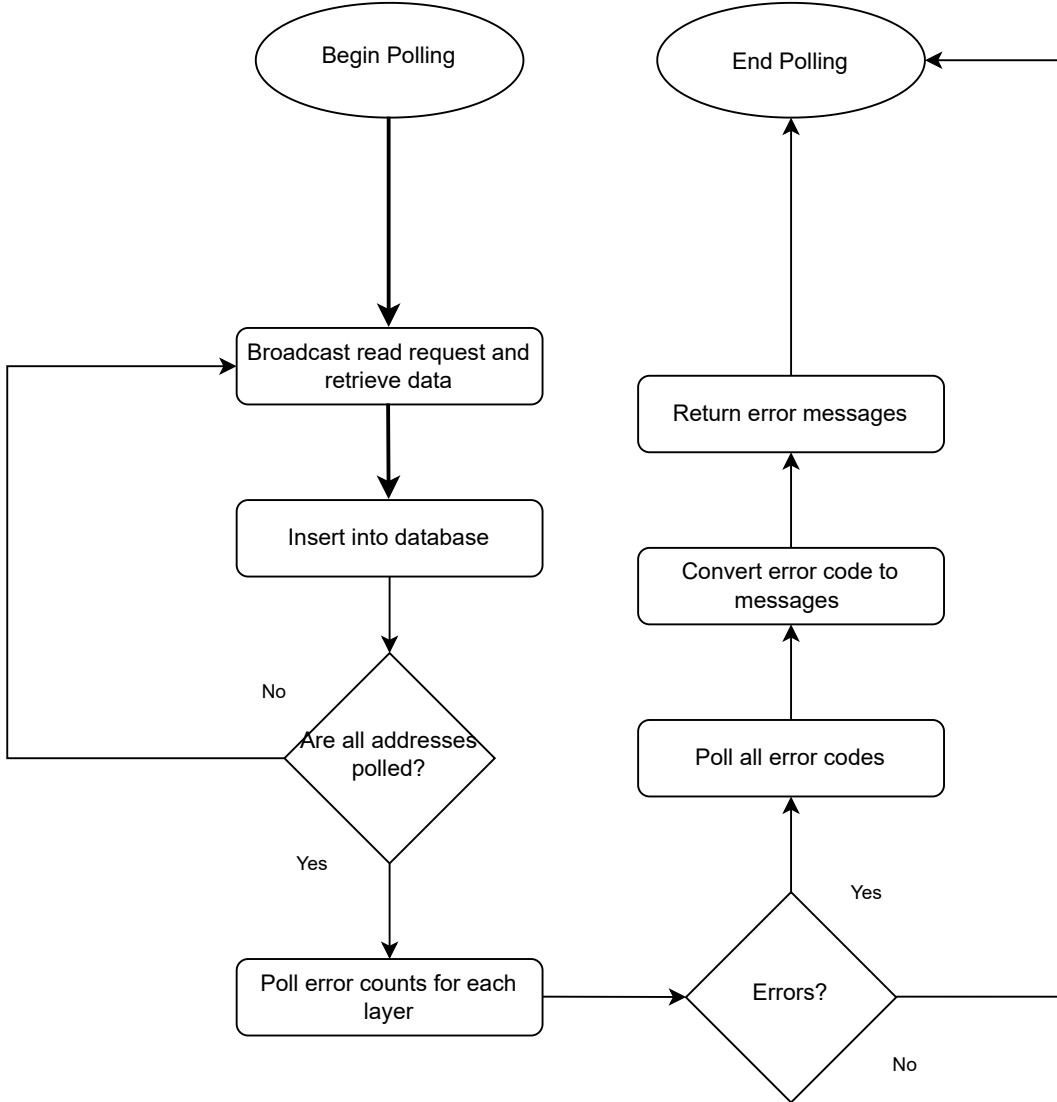 Begin Polling
End Polling
Broadcast read request and
retrieve data
Return error messages
Insert into database
Convert error code to
messages
No
Are all addresses
polled?
Poll all error codes
Yes
Yes
Poll error counts for each
layer
Errors?
No